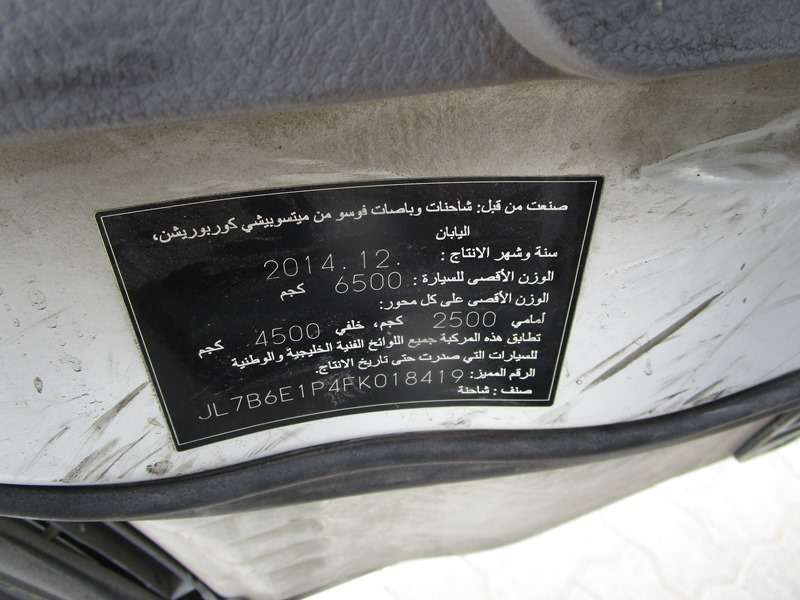 صنعت من قبل: شاحنات وباصات فوسو من ميتسوبيشي كوربوريشن،
اليابان
سنة وشهر الانتاج : 2014.12.
الوزن الأقصى للسيارة : 6500 كجم
الوزن الأقصى على كل محور:
أمامي 2500 كجم، خلفي 4500 كجم
تطابق هذه المركبة جميع اللوائح الفنية الخليجية والوطنية
للسيارات التي صدرت حتى تاريخ الانتاج.
الرقم المميز: JL7B6E1P4FK018419
صنف : شاحنة